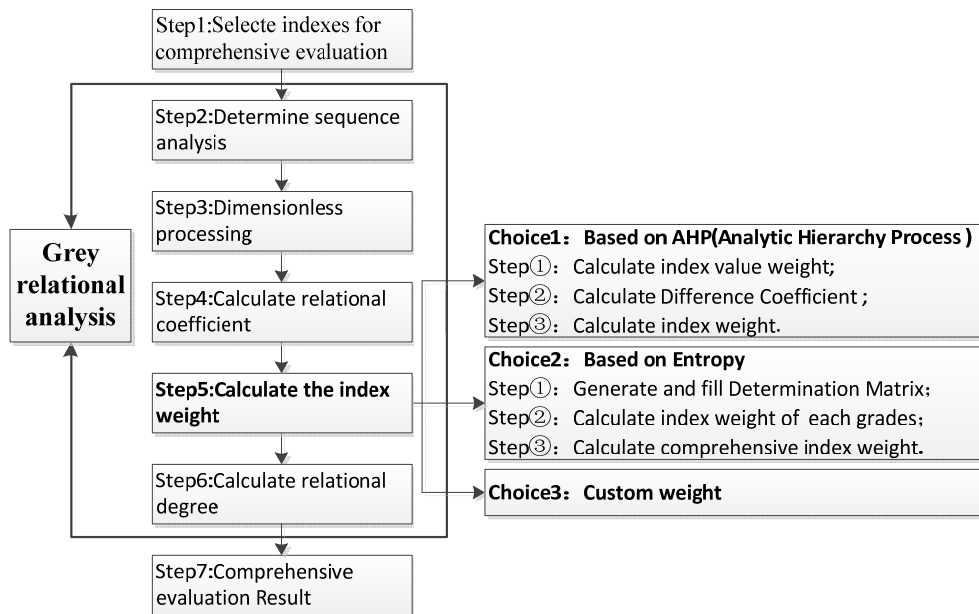 Step1:Selecte indexes for
comprehensive evaluation
Step2:Determine sequence
analysis
Step3:Dimensionless
processing
Step4:Calculate relational
coefficient
Step5:Calculate the index
weight
Step6:Calculate relational
degree
Step7:Comprehensive
evaluation Result
Grey
relational
analysis
Choice1：Based on AHP(Analytic Hierarchy Process)
Step①：Calculate index value weight;
Step②：Calculate Difference Coefficient;
Step③：Calculate index weight.
Choice2：Based on Entropy
Step①：Generate and fill Determination Matrix;
Step②：Calculate index weight of each grades;
Step③：Calculate comprehensive index weight.
Choice3：Custom weight